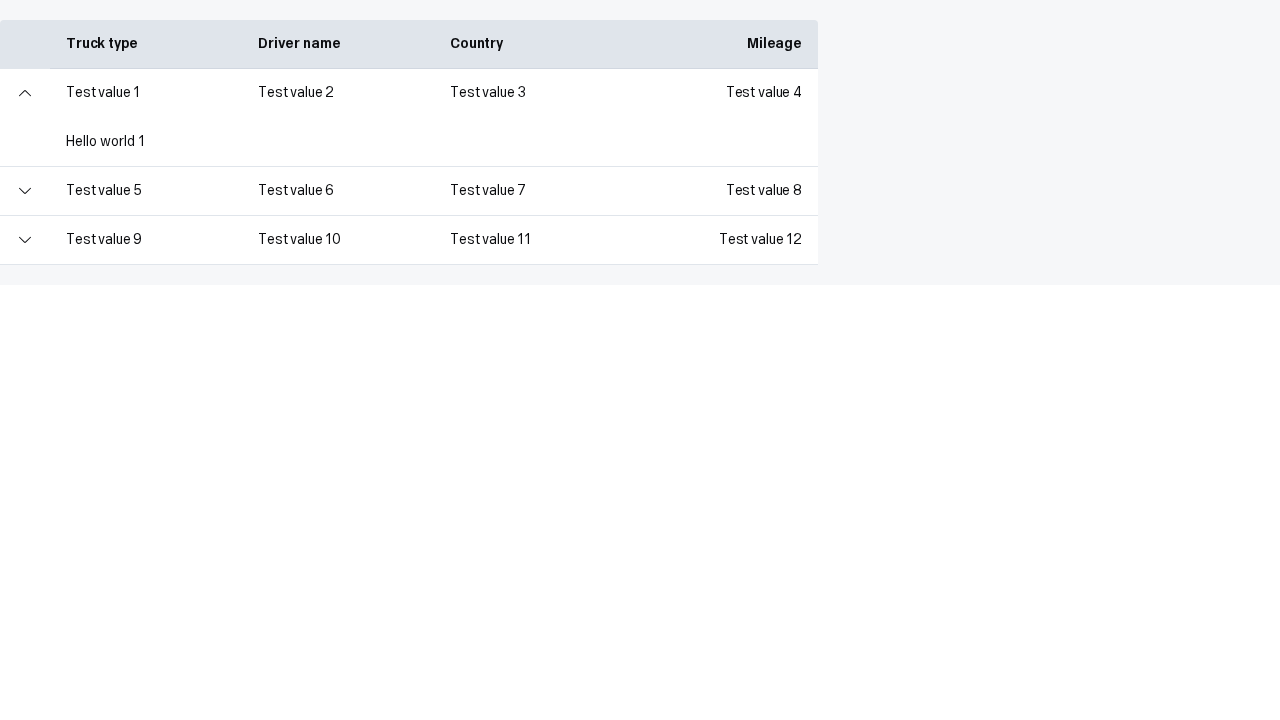 Truck type Driver name Country Mileage
Test value 1 Test value 2 Test value 3 Test value 4
Hello world 1
Test value 5 Test value 6 Test value 7 Test value 8
Test value 9 Test value 10 Test value 11 Test value 12